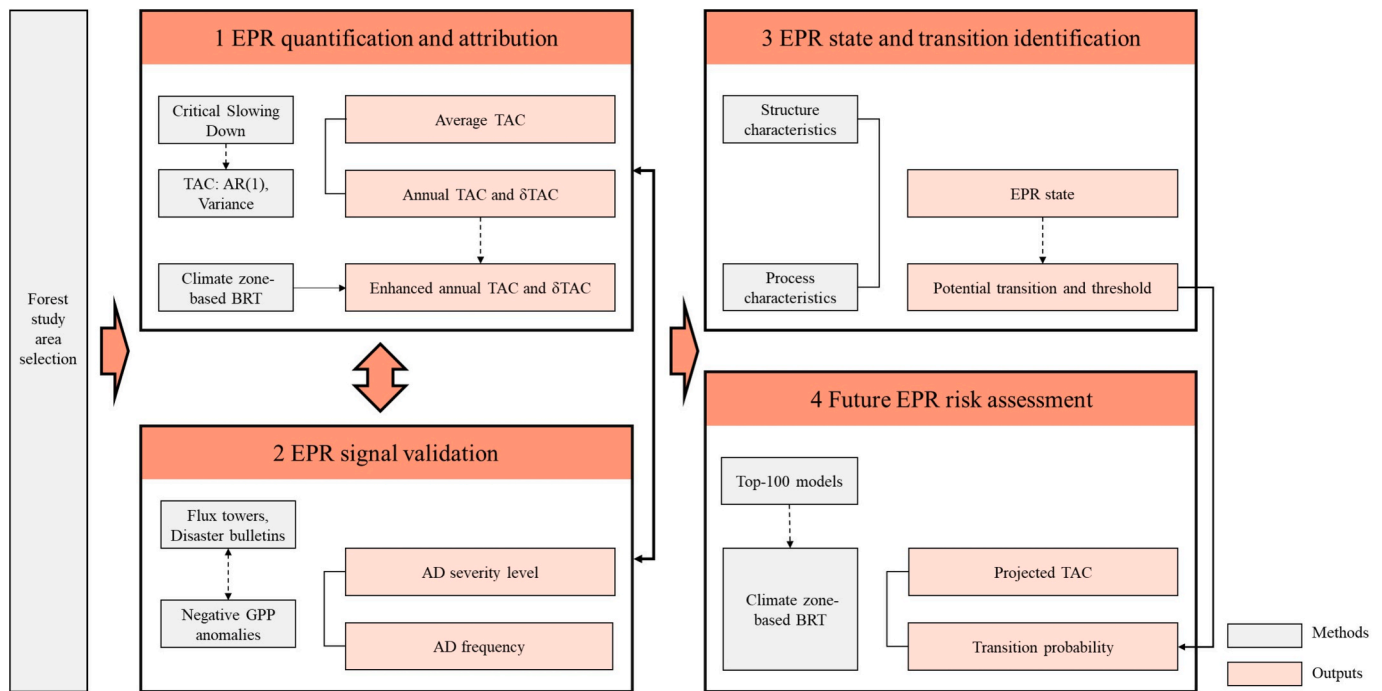 Forest
study
area
selection
1 EPR quantification and attribution
Critical Slowing
Down
TAC: AR(1),
Variance
Climate zone-
based BRT
Average TAC
Annual TAC and δTAC
Enhanced annual TAC and δTAC
2 EPR signal validation
Flux towers,
Disaster bulletins
Negative GPP
anomalies
AD severity level
AD frequency
3 EPR state and transition identification
Structure
characteristics
Process
characteristics
EPR state
Potential transition and threshold
4 Future EPR risk assessment
Top-100 models
Climate zone-
based BRT
Projected TAC
Transition probability
Methods
Outputs